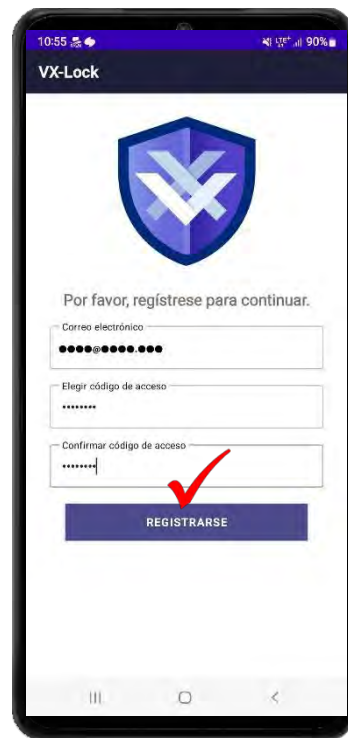 10:55
LTE+ 90%
VX-Lock
Por favor, regístrese para continuar.
Correo electrónico
●●●●@●●●●.●●●
Elegir código de acceso
••••••••
Confirmar código de acceso
••••••••
REGISTRARSE